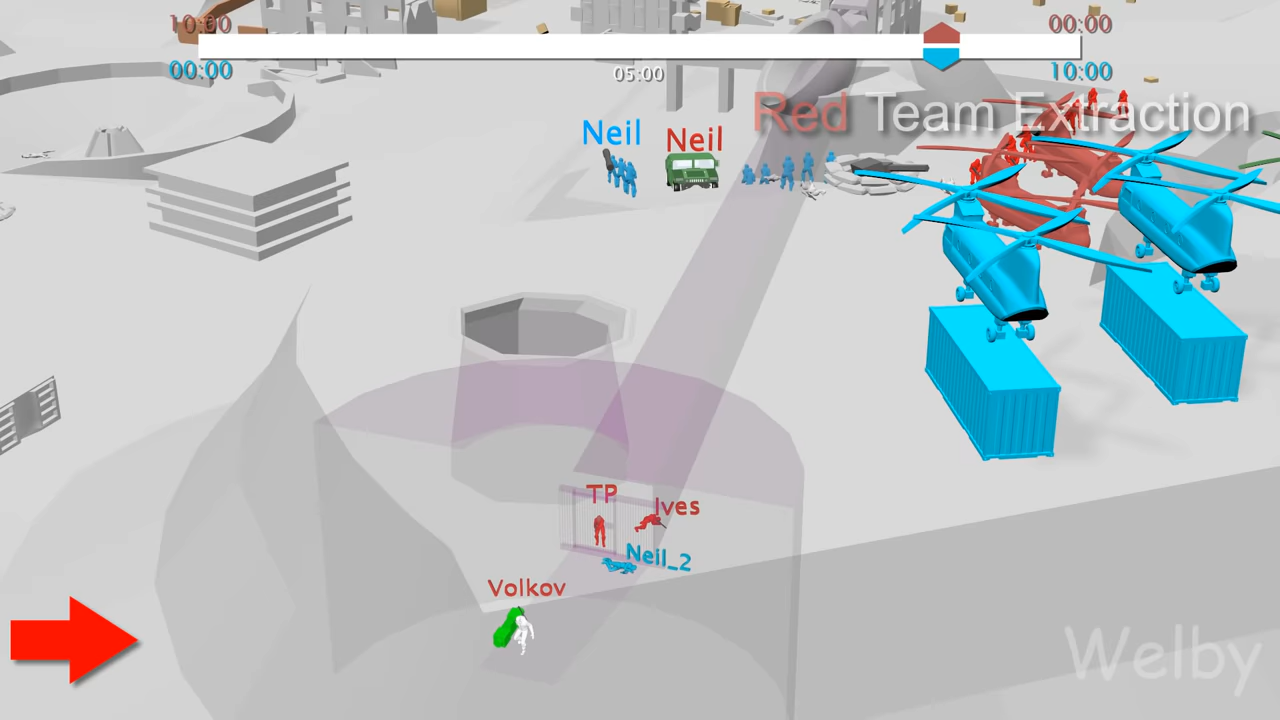 10:00
00:00
00:00
05:00
10:00
Red Team Extraction
Neil
Neil
TP
Ives
Neil_2
Volkov
Welby